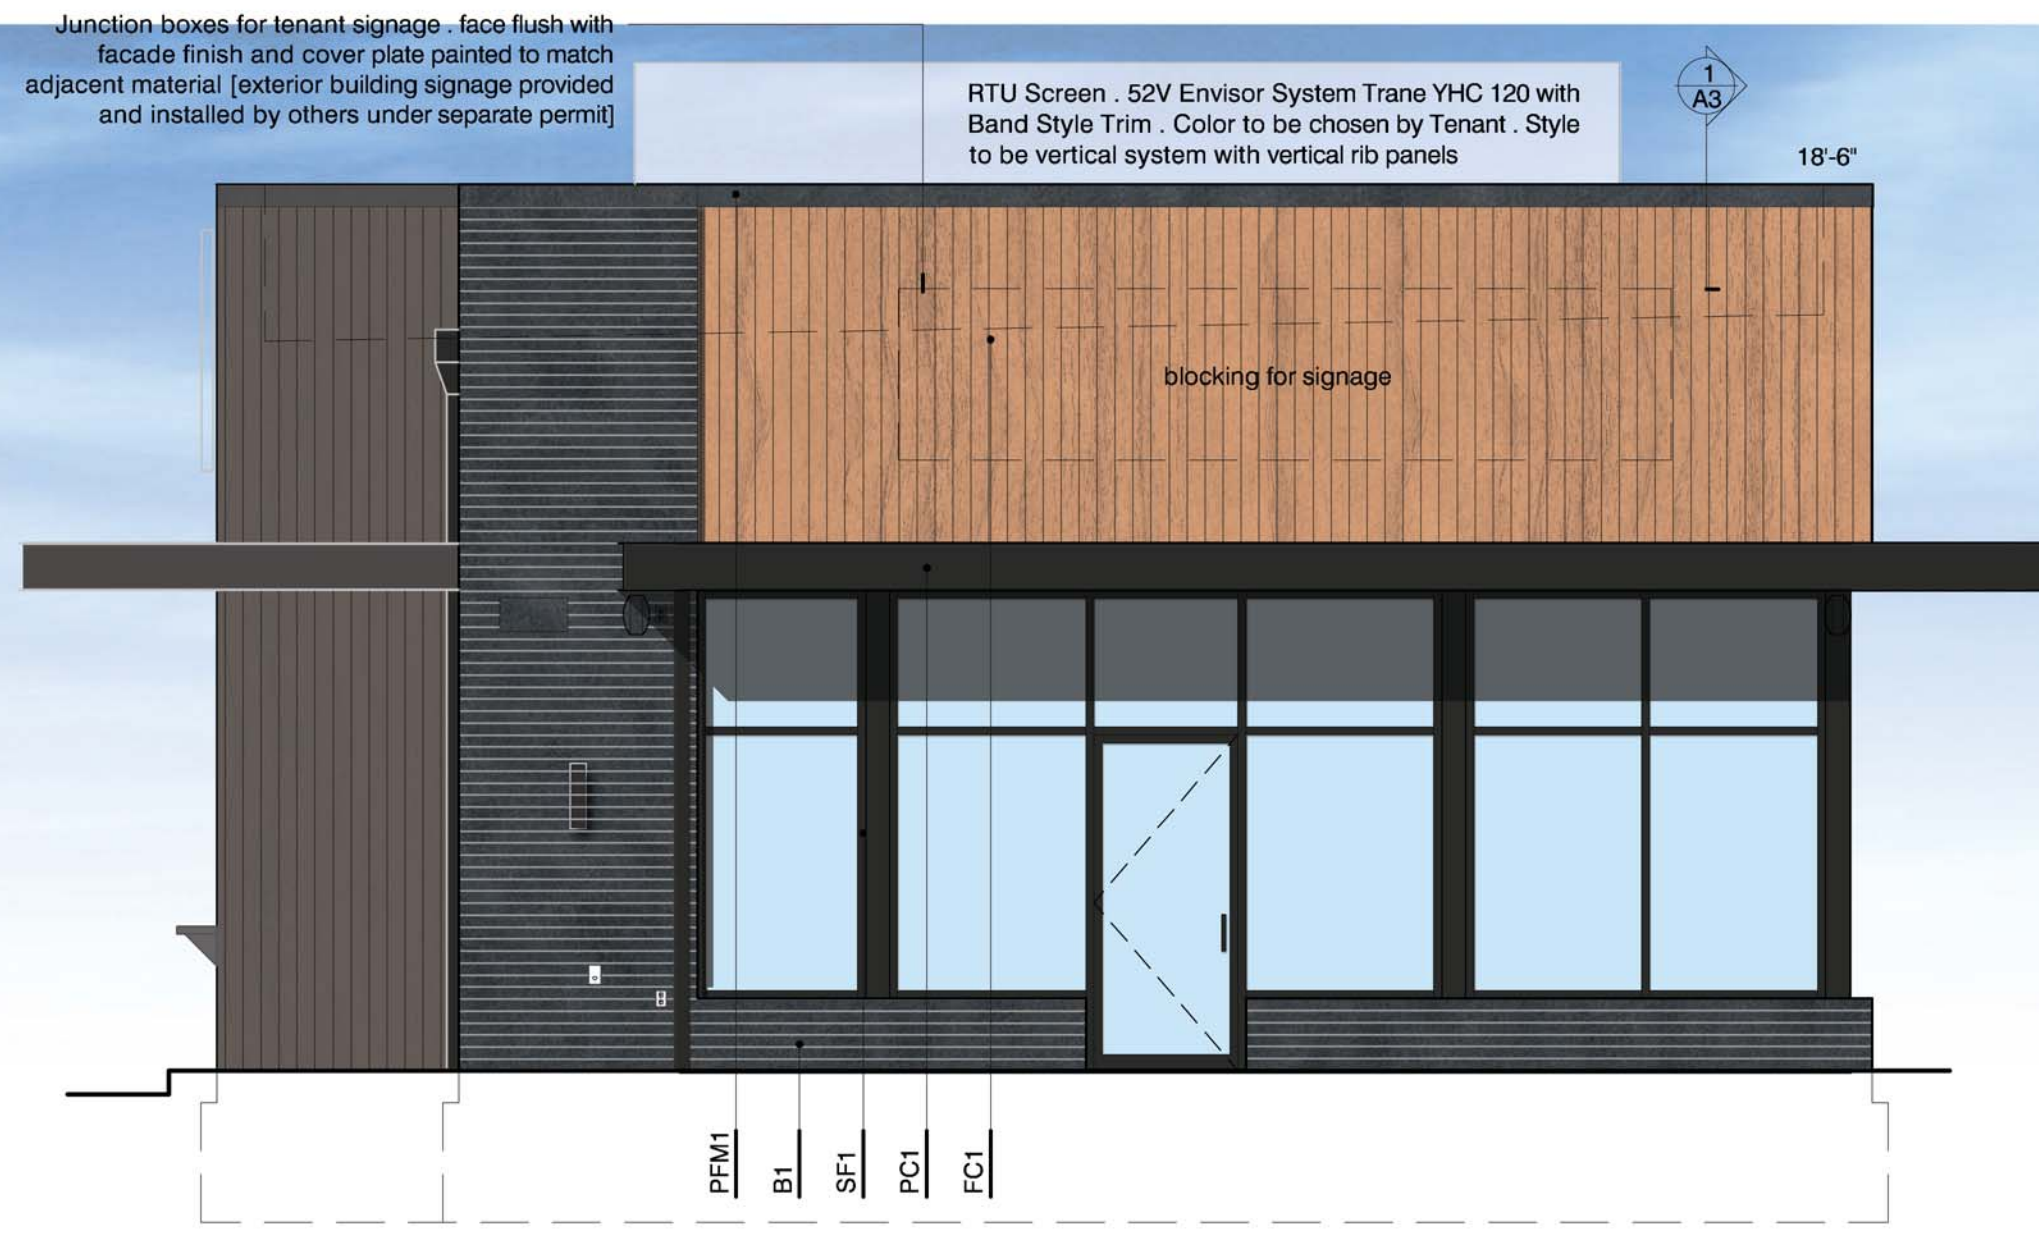 Junction boxes for tenant signage . face flush with
facade finish and cover plate painted to match
adjacent material [exterior building signage provided
and installed by others under separate permit]
RTU Screen . 52V Envisor System Trane YHC 120 with
Band Style Trim . Color to be chosen by Tenant . Style
to be vertical system with vertical rib panels
1
A3
18'-6"
blocking for signage
PFM1
B1
SF1
PC1
FC1